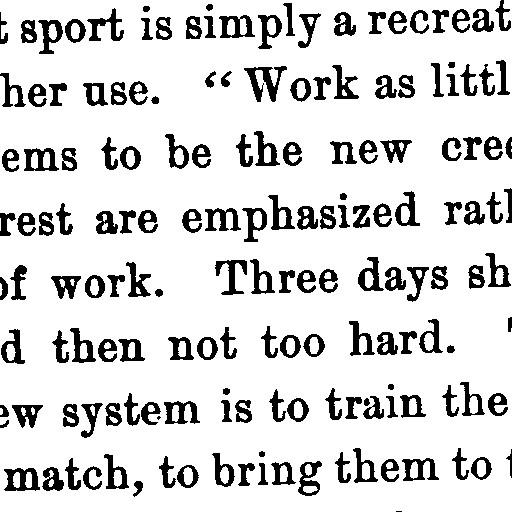 t sport is simply a recreat
her use. “ Work as littl
ems to be the new cree
rest are emphasized rath
of work. Three days sh
d then not too hard.
ew system is to train the
match, to bring them to t